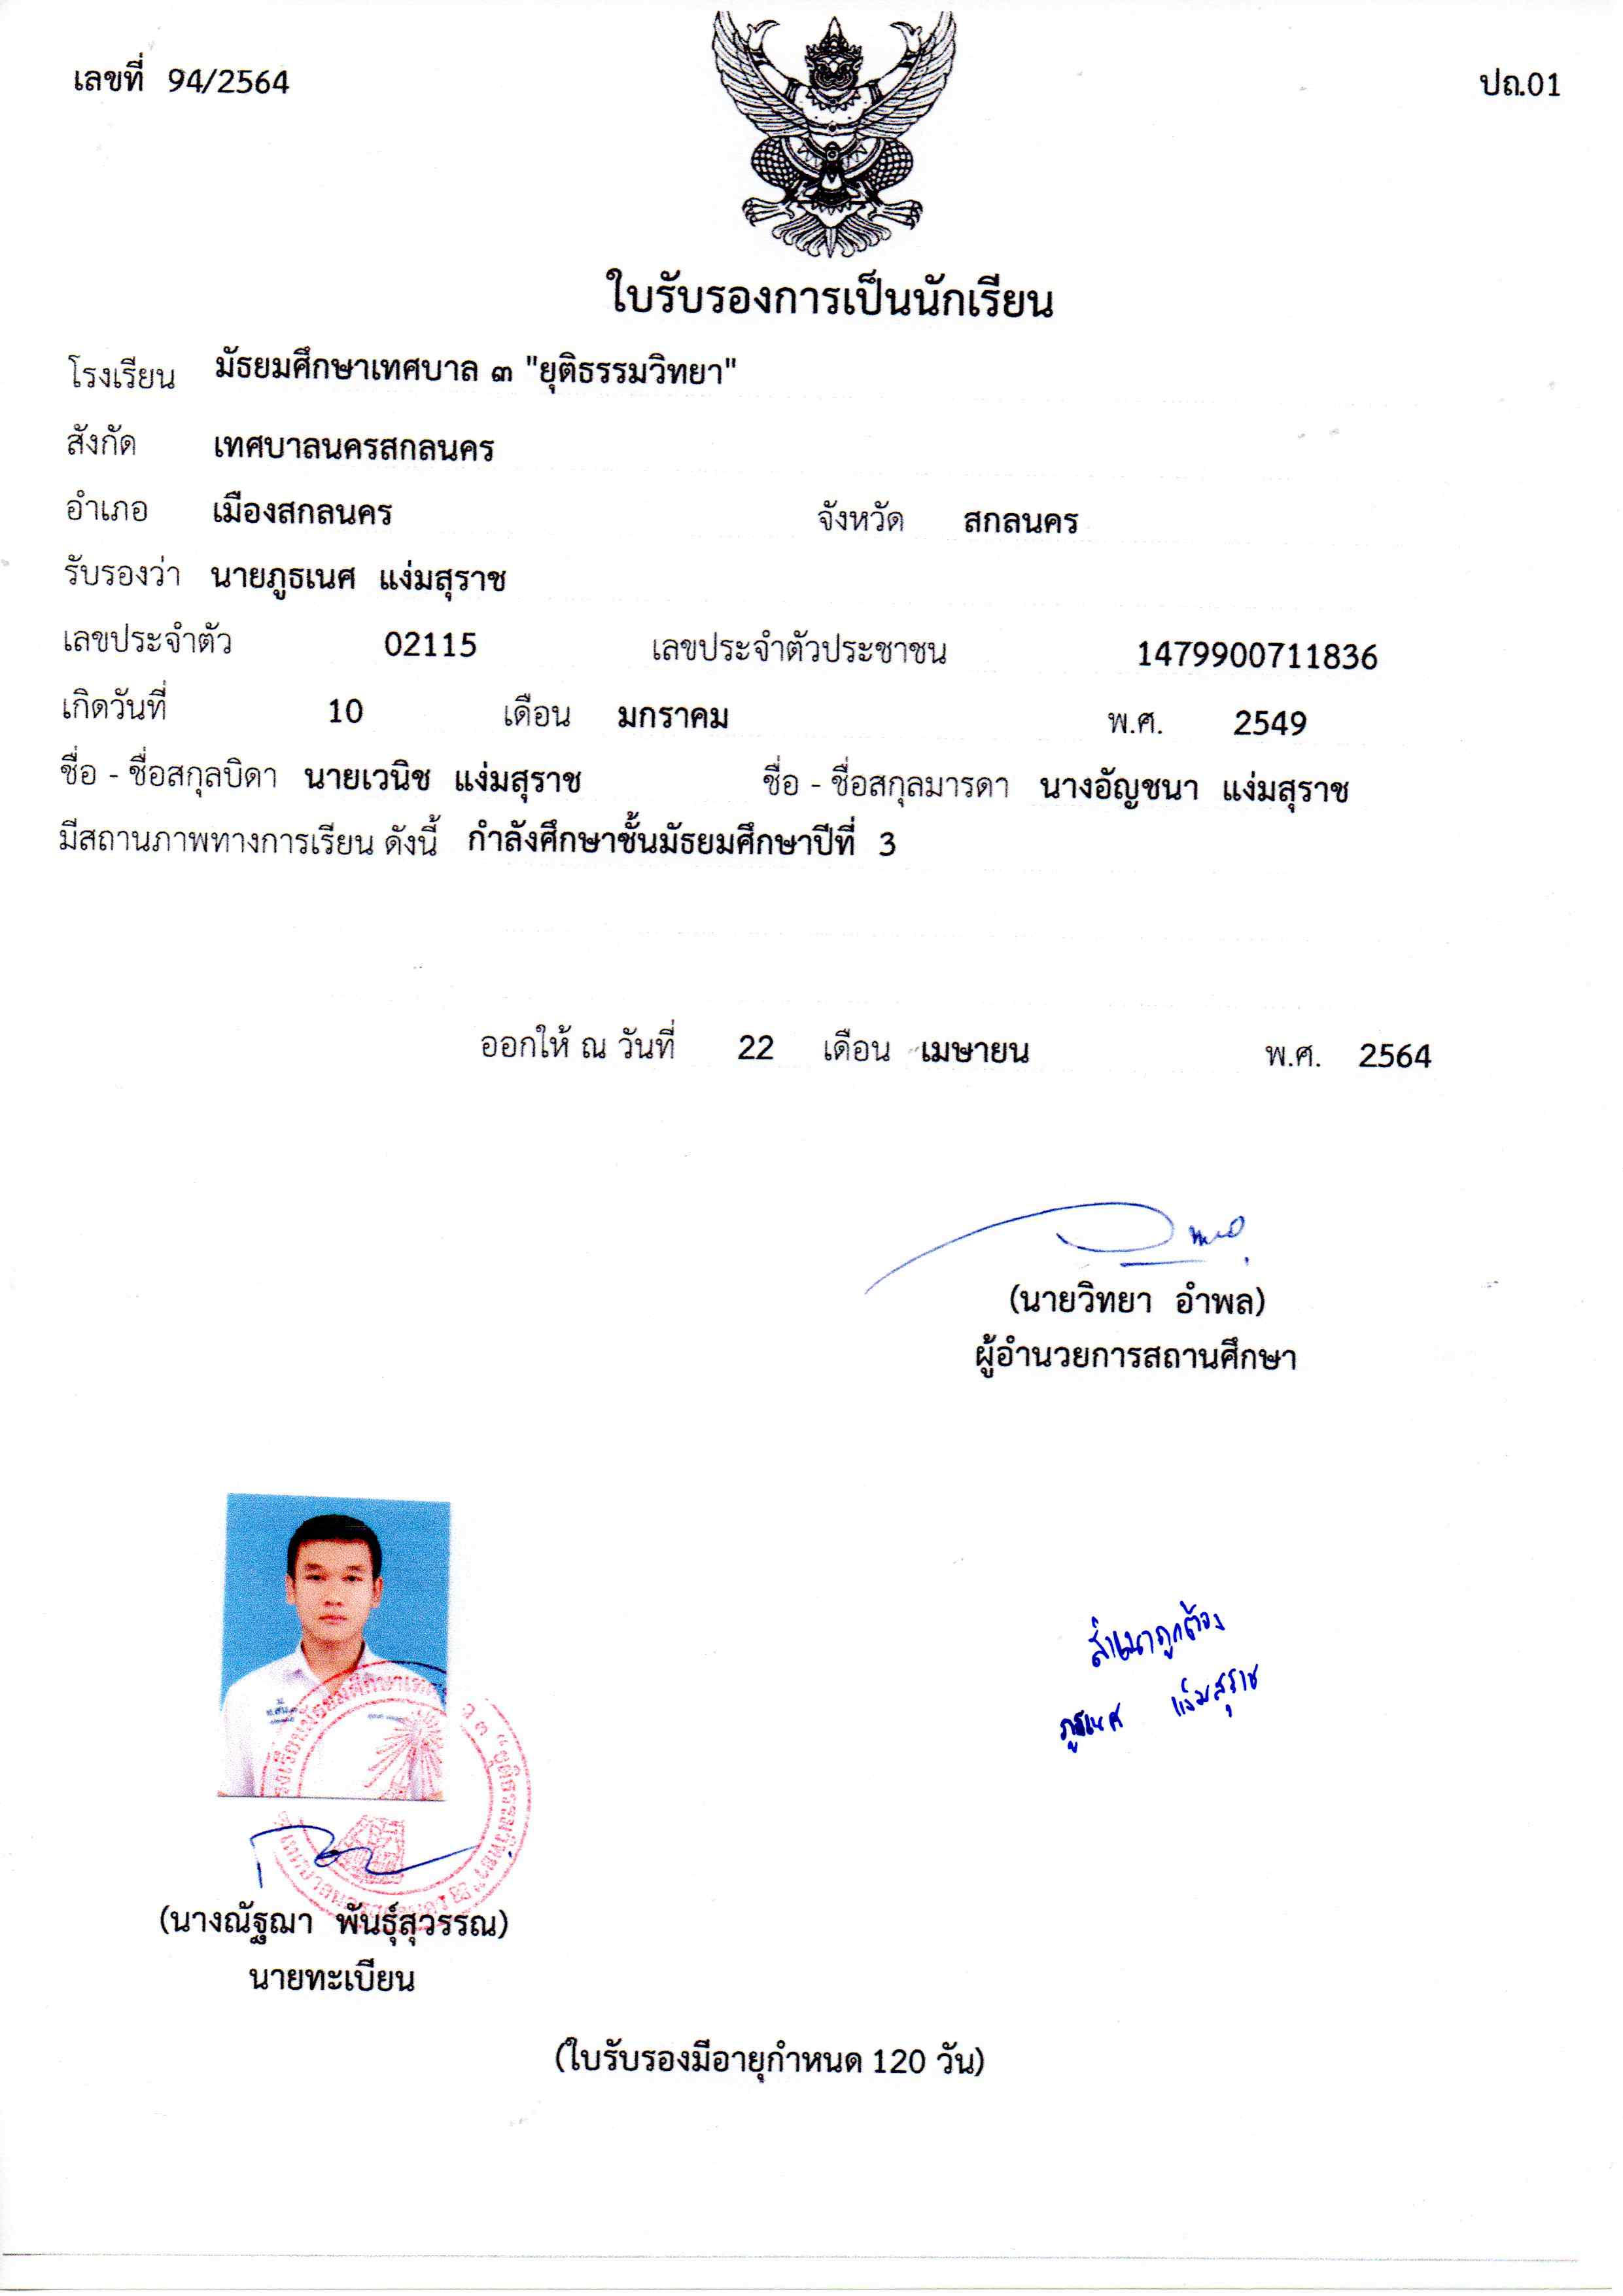 เลขที่ 94/2564
ปถ.01
ใบรับรองการเป็นนักเรียน
โรงเรียน มัธยมศึกษาเทศบาล ๓ "ยุติธรรมวิทยา"
สังกัด เทศบาลนครสกลนคร
อำเภอ เมืองสกลนคร จังหวัด สกลนคร
รับรองว่า นายภูธเนศ แง่มสุราช
เลขประจำตัว 02115 เลขประจำตัวประชาชน 1479900711836
เกิดวันที่ 10 เดือน มกราคม พ.ศ. 2549
ชื่อ - ชื่อสกุลบิดา นายเวนิช แง่มสุราช ชื่อ - ชื่อสกุลมารดา นางอัญชนา แง่มสุราช
มีสถานภาพทางการเรียน ดังนี้ กำลังศึกษาชั้นมัธยมศึกษาปีที่ 3
ออกให้ ณ วันที่ 22 เดือน เมษายน พ.ศ. 2564
(นายวิทยา อำพล)
ผู้อำนวยการสถานศึกษา
สำเนาถูกต้อง
ภูธเนศ แง่มสุราช
(นางณัฐฌา พันธุ์สุวรรณ)
นายทะเบียน
(ใบรับรองมีอายุกำหนด 120 วัน)